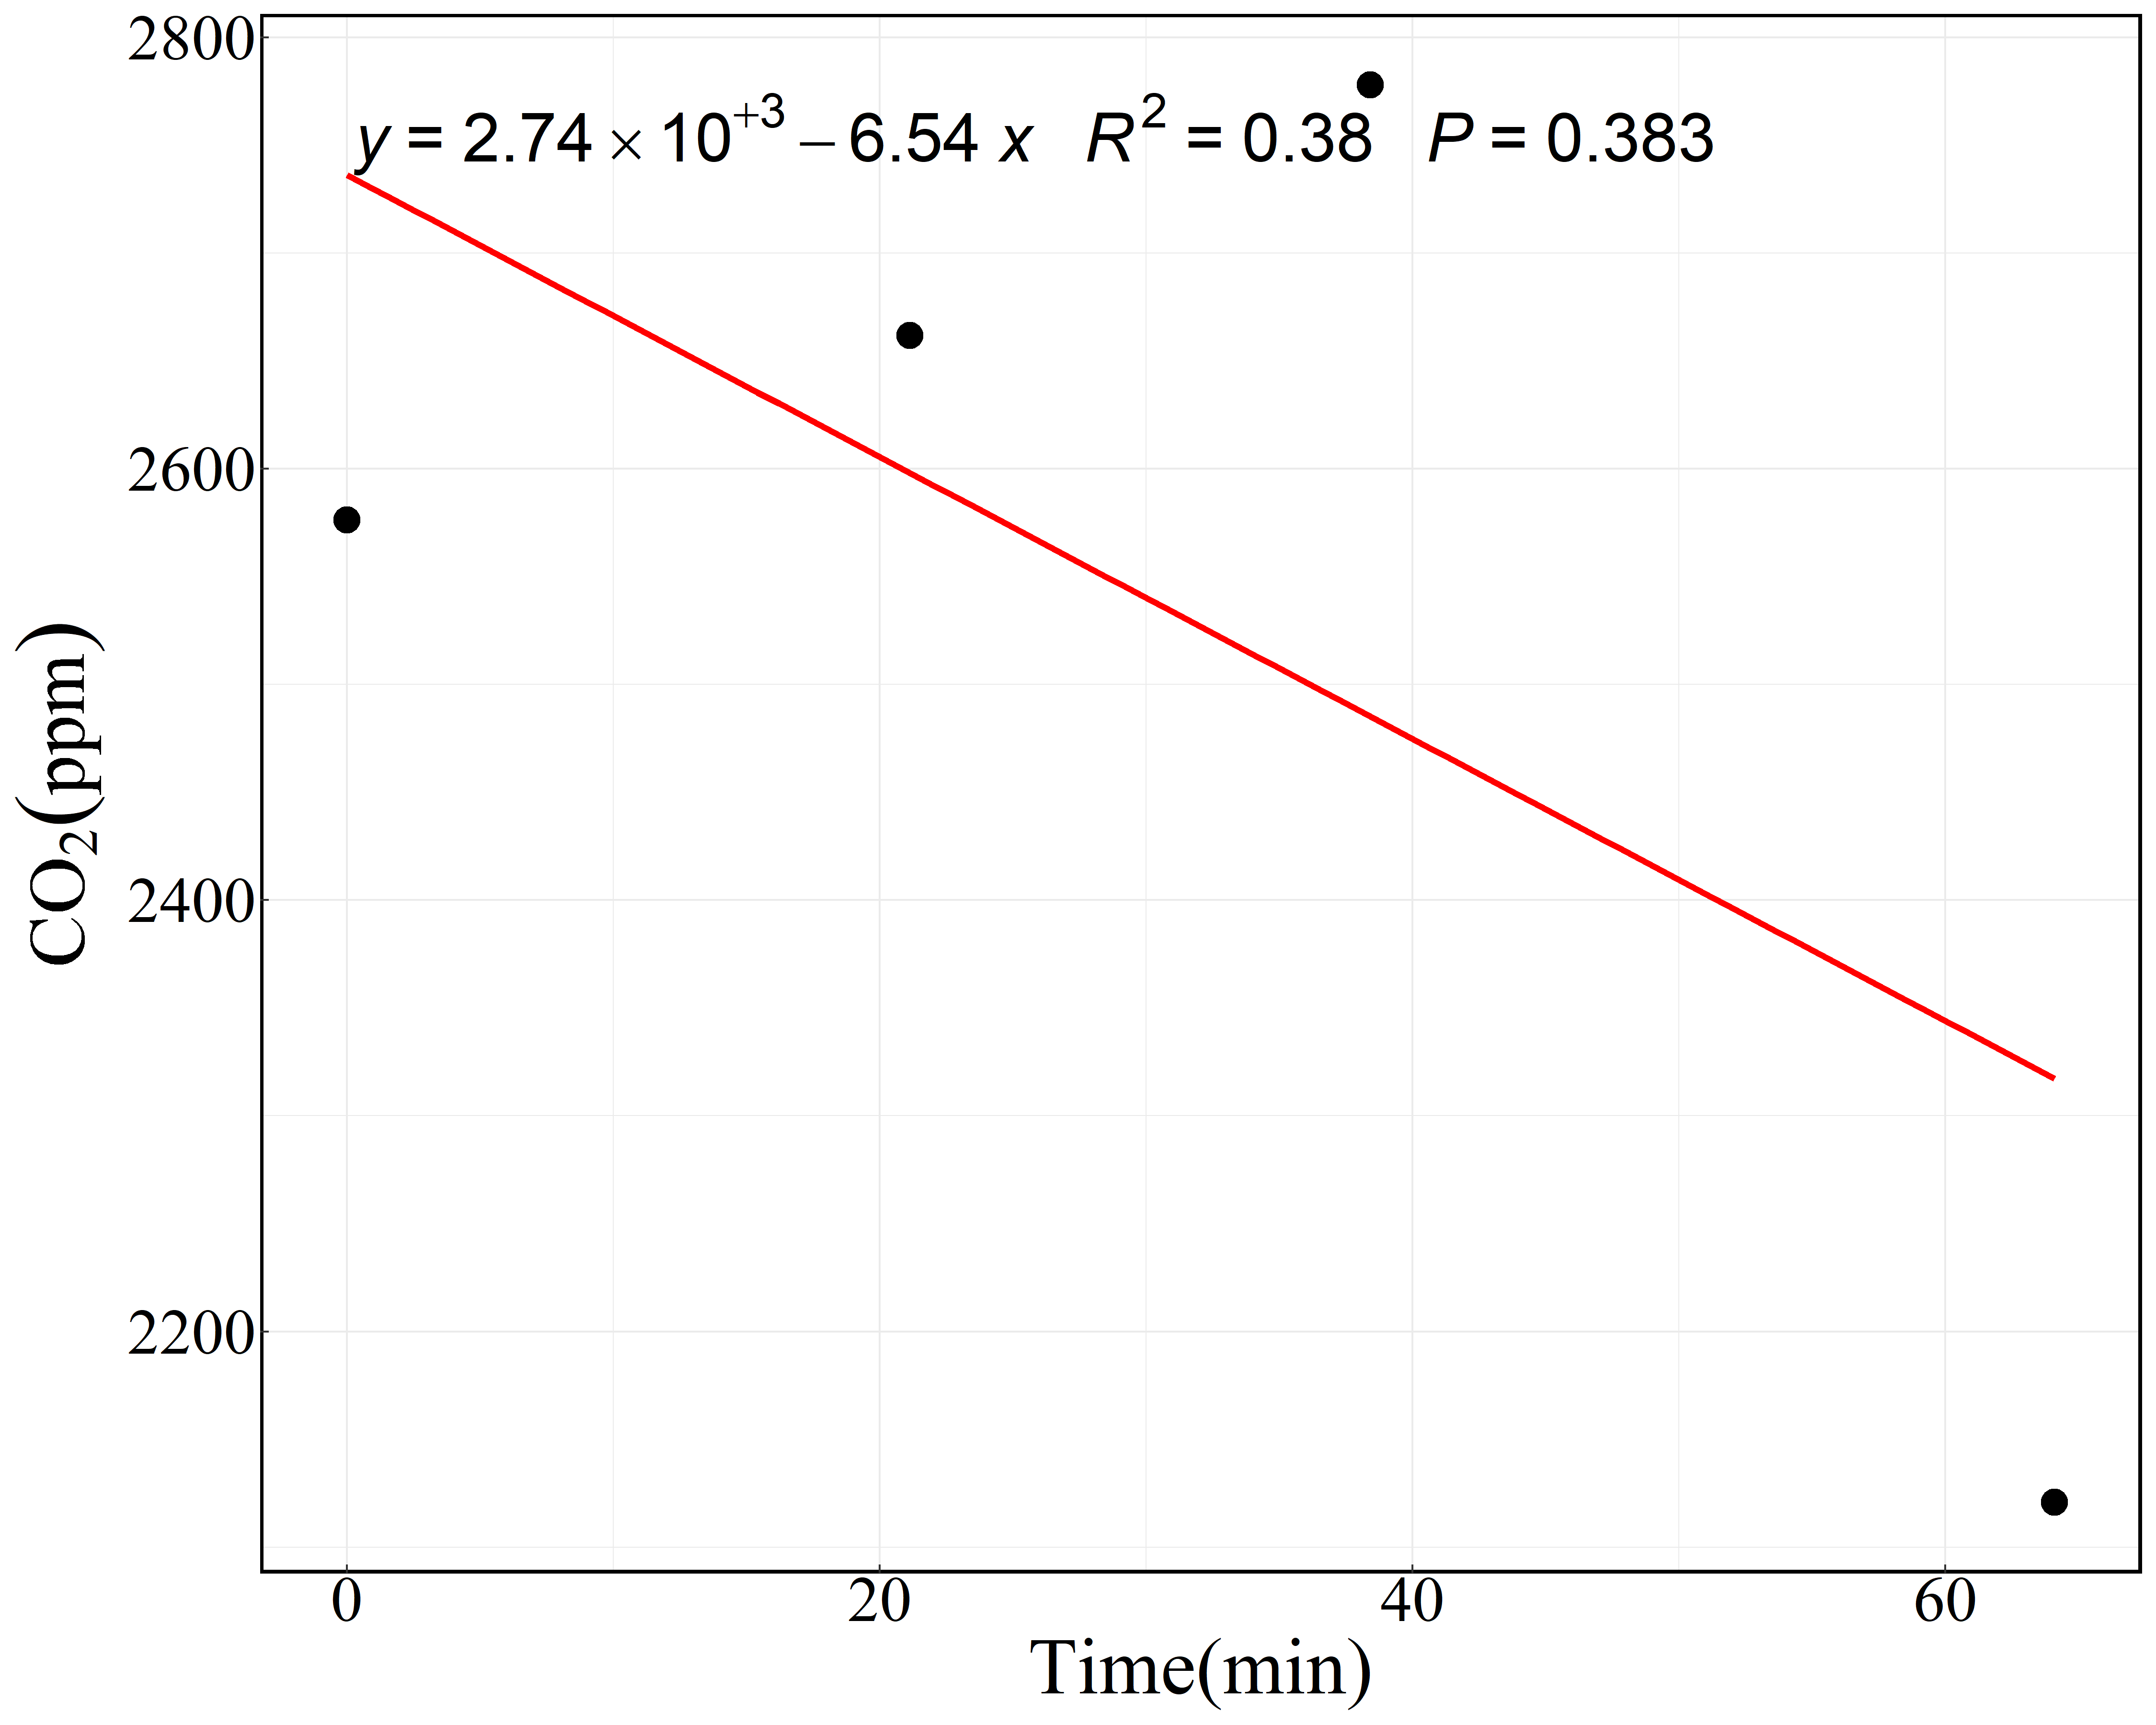 2800
y = 2.74 × 10⁺³ − 6.54 x R² = 0.38 P = 0.383
2600
2400
2200
CO₂(ppm)
0 20 40 60
Time(min)